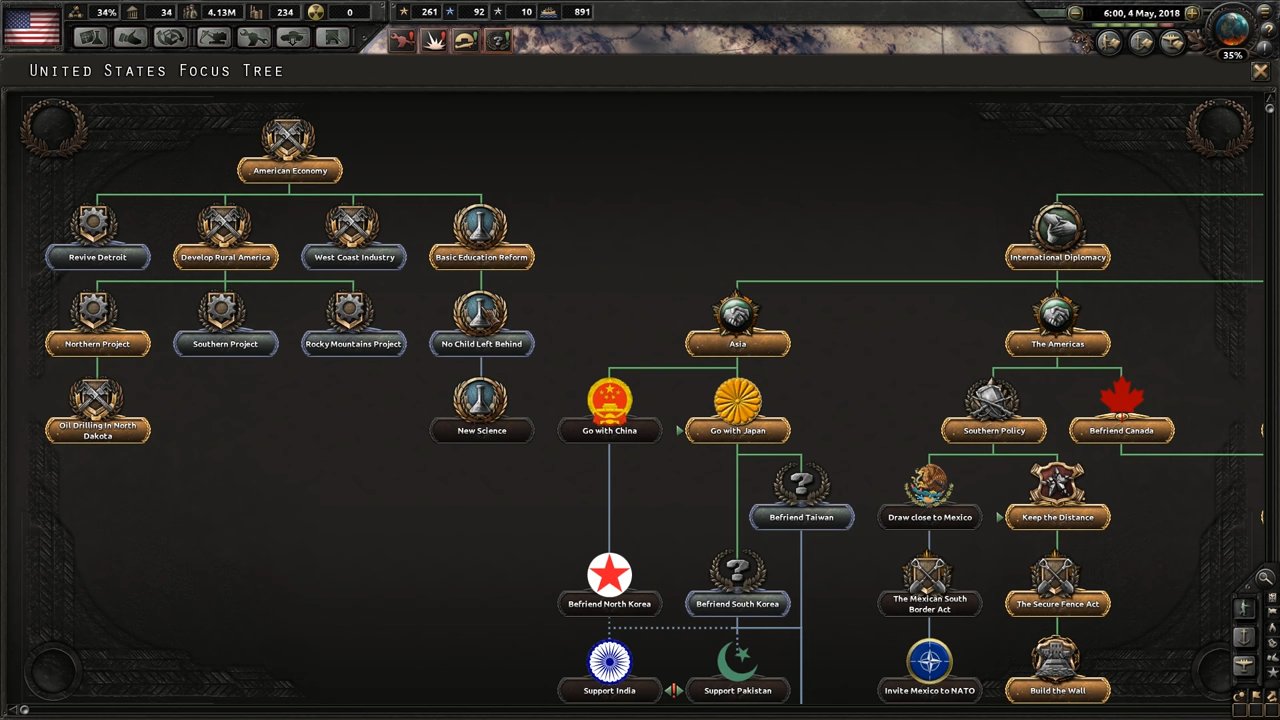 34% 34 4.13M 234 0 261 92 10 891 6:00, 4 May, 2018
35%
United States Focus Tree
American Economy
Revive Detroit Develop Rural America West Coast Industry Basic Education Reform International Diplomacy
Northern Project Southern Project Rocky Mountains Project No Child Left Behind Asia The Americas
Oil Drilling In North
Dakota
New Science Go with China Go with Japan Southern Policy Befriend Canada
Befriend Taiwan Draw close to Mexico Keep the Distance
Befriend North Korea Befriend South Korea
The Mexican South
Border Act
The Secure Fence Act
Support India Support Pakistan Invite Mexico to NATO Build the Wall